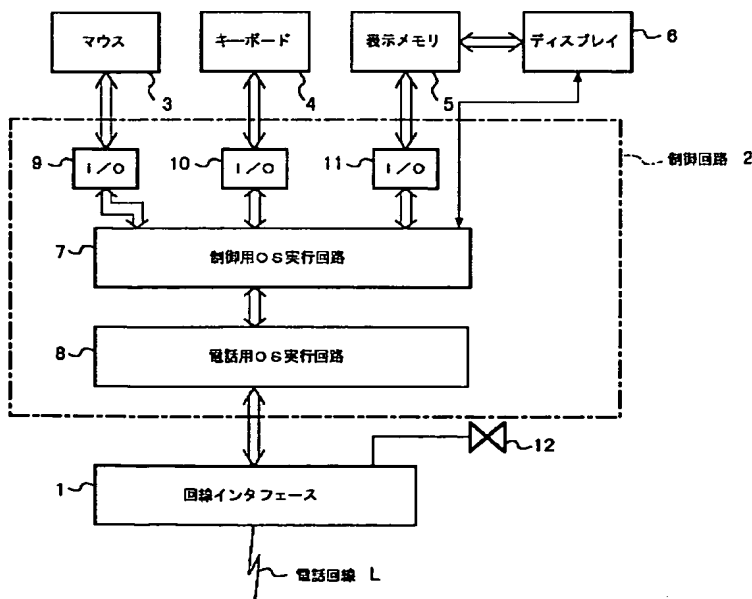 マウス
キーボード
表示メモリ
ディスプレイ
6
3
4
5
9
I/O
10
I/O
11
I/O
制御回路 2
7
制御用OS実行回路
8
電話用OS実行回路
12
1
回線インタフェース
電話回線 L